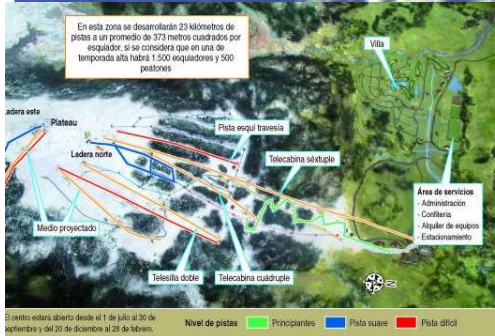 En esta zona se desarrollarán 23 kilómetros de
pistas a un promedio de 373 metros cuadrados por
esquiador, si se considera que en una de
temporada alta habrá 1.500 esquiadores y 500
peatones
Villa
Ladera este
Plateau
Pista esquí travesía
Ladera norte
Telecabina séxtuple
Área de servicios
- Administración
- Confitería
- Alquiler de equipos
- Estacionamiento
Medio proyectado
Telesilla doble
Telecabina cuádruple
N
El centro estará abierto desde el 1 de julio al 30 de
septiembre y del 20 de diciembre al 28 de febrero.
Nivel de pistas
Principiantes
Pista suave
Pista difícil